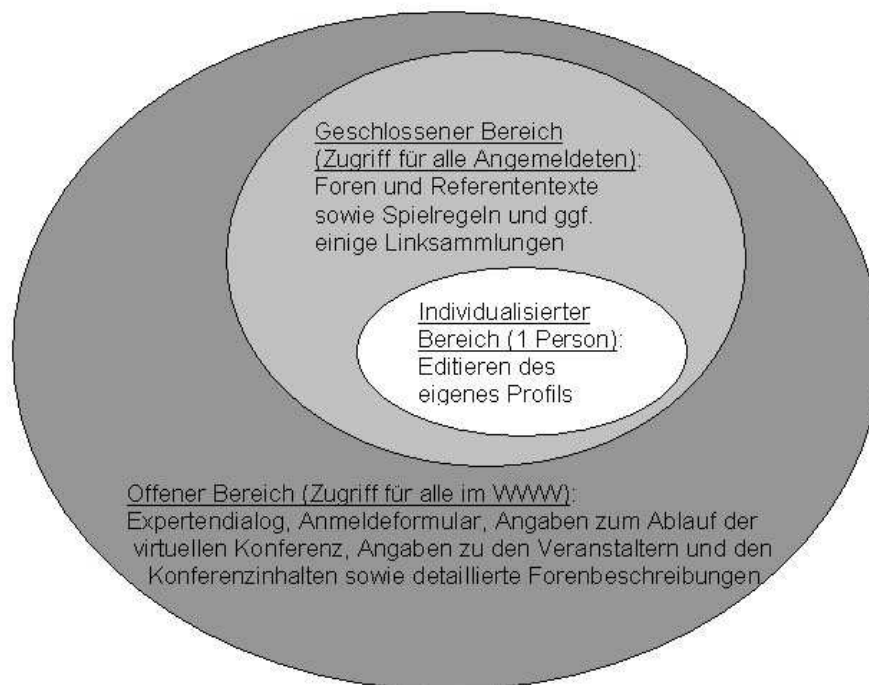 Geschlossener Bereich
(Zugriff für alle Angemeldeten):
Foren und Referententexte
sowie Spielregeln und ggf.
einige Linksammlungen
Individualisierter
Bereich (1 Person):
Editieren des
eigenes Profils
Offener Bereich (Zugriff für alle im WWW):
Expertendialog, Anmeldeformular, Angaben zum Ablauf der
virtuellen Konferenz, Angaben zu den Veranstaltern und den
Konferenzinhalten sowie detaillierte Forenbeschreibungen